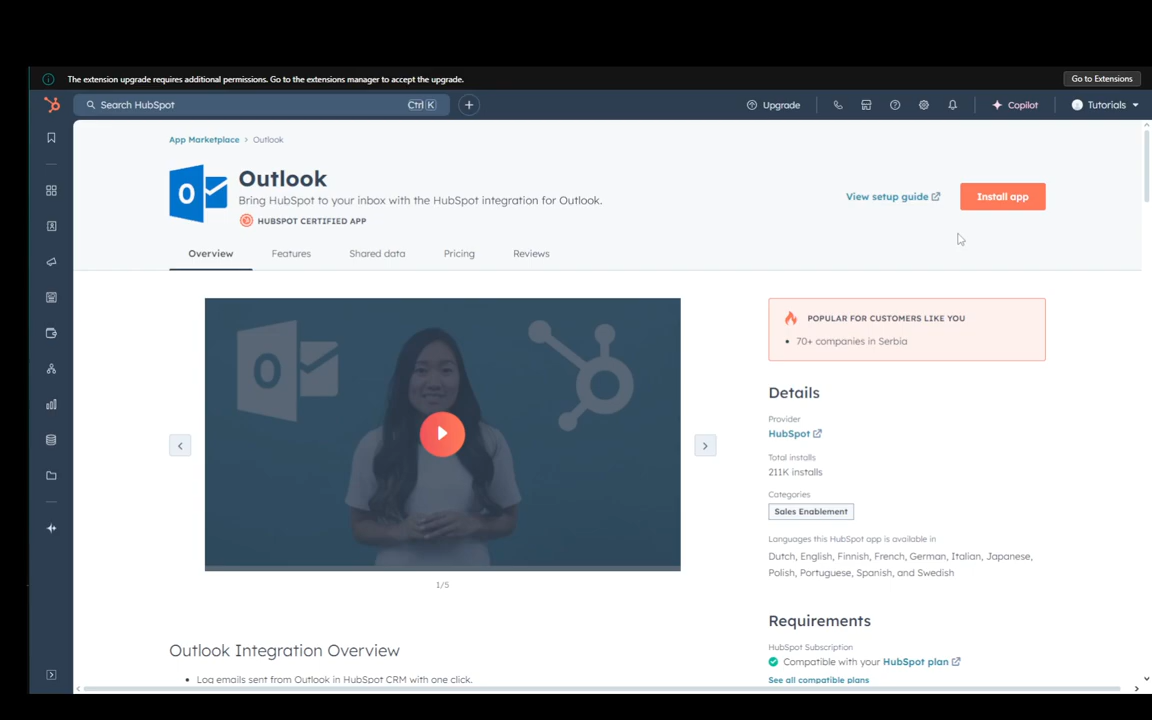 The extension upgrade requires additional permissions. Go to the extensions manager to accept the upgrade.
Go to Extensions
Search HubSpot
Ctrl K
Upgrade
Copilot
Tutorials
App Marketplace > Outlook
Outlook
Bring HubSpot to your inbox with the HubSpot integration for Outlook.
HUBSPOT CERTIFIED APP
View setup guide
Install app
Overview
Features
Shared data
Pricing
Reviews
POPULAR FOR CUSTOMERS LIKE YOU
• 70+ companies in Serbia
Details
Provider
HubSpot
Total installs
211K installs
Categories
Sales Enablement
Languages this HubSpot app is available in
Dutch, English, Finnish, French, German, Italian, Japanese,
Polish, Portuguese, Spanish, and Swedish
1/5
Requirements
HubSpot Subscription
Compatible with your HubSpot plan
See all compatible plans
Outlook Integration Overview
• Log emails sent from Outlook in HubSpot CRM with one click.